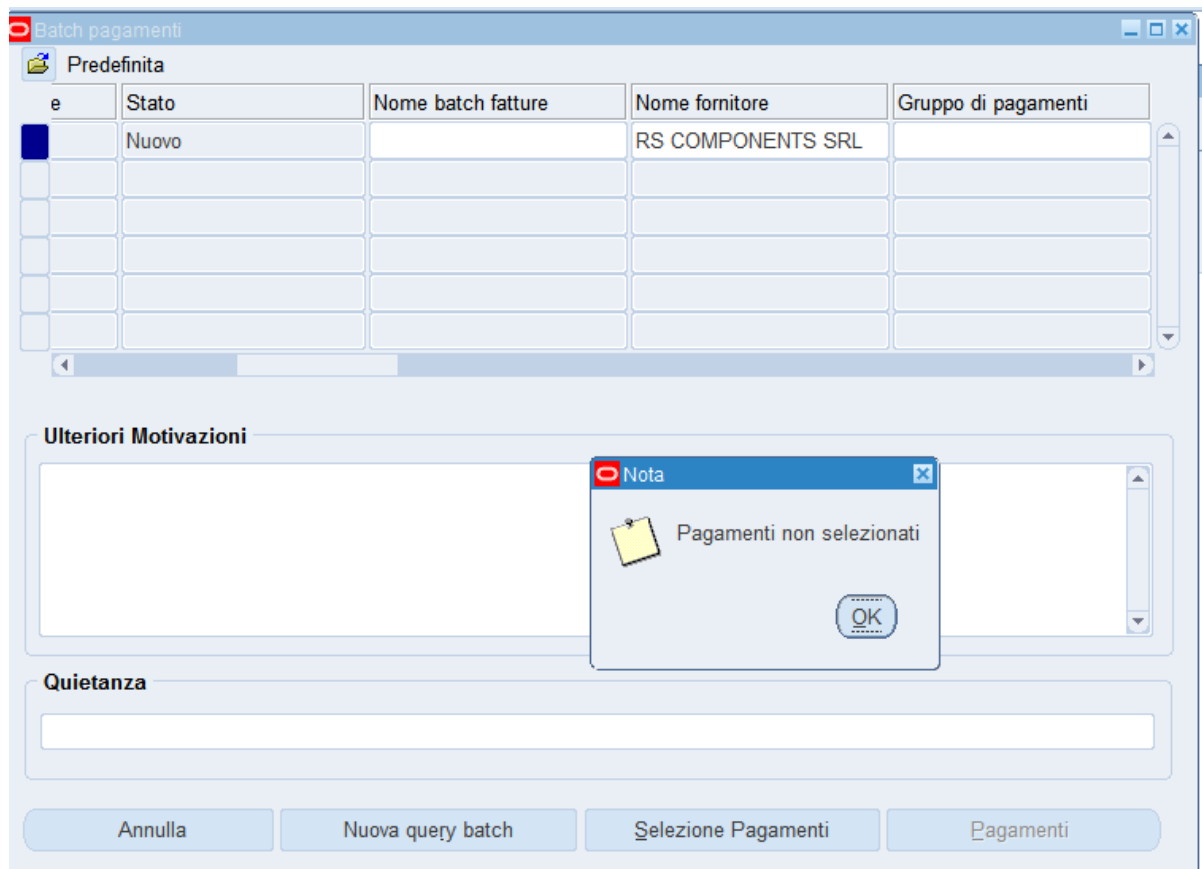 Batch pagamenti
Predefinita
e Stato Nome batch fatture Nome fornitore Gruppo di pagamenti
Nuovo RS COMPONENTS SRL
Ulteriori Motivazioni
Nota
Pagamenti non selezionati
OK
Quietanza
Annulla Nuova query batch Selezione Pagamenti Pagamenti